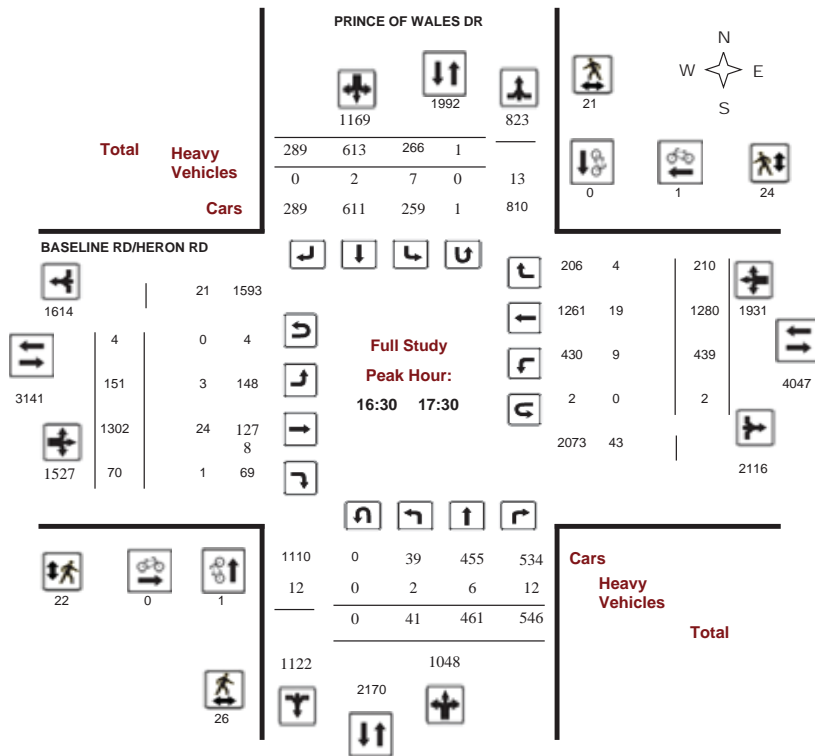 PRINCE OF WALES DR
N
W E
S
1169
1992
823
21
Total
Heavy
Vehicles
Cars
289 613 266 1
0 2 7 0 13
289 611 259 1 810
0 1 24
BASELINE RD/HERON RD
1614
21 1593
4 0 4
3141
151 3 148
1302 24 127
8
1527
70 1 69
Full Study
Peak Hour:
16:30 17:30
206 4 210
1931
1261 19 1280
4047
430 9 439
2 0 2
2073 43
2116
22 0 1
26
1110 0 39 455 534
12 0 2 6 12
0 41 461 546
1122
1048
2170
Cars
Heavy
Vehicles
Total